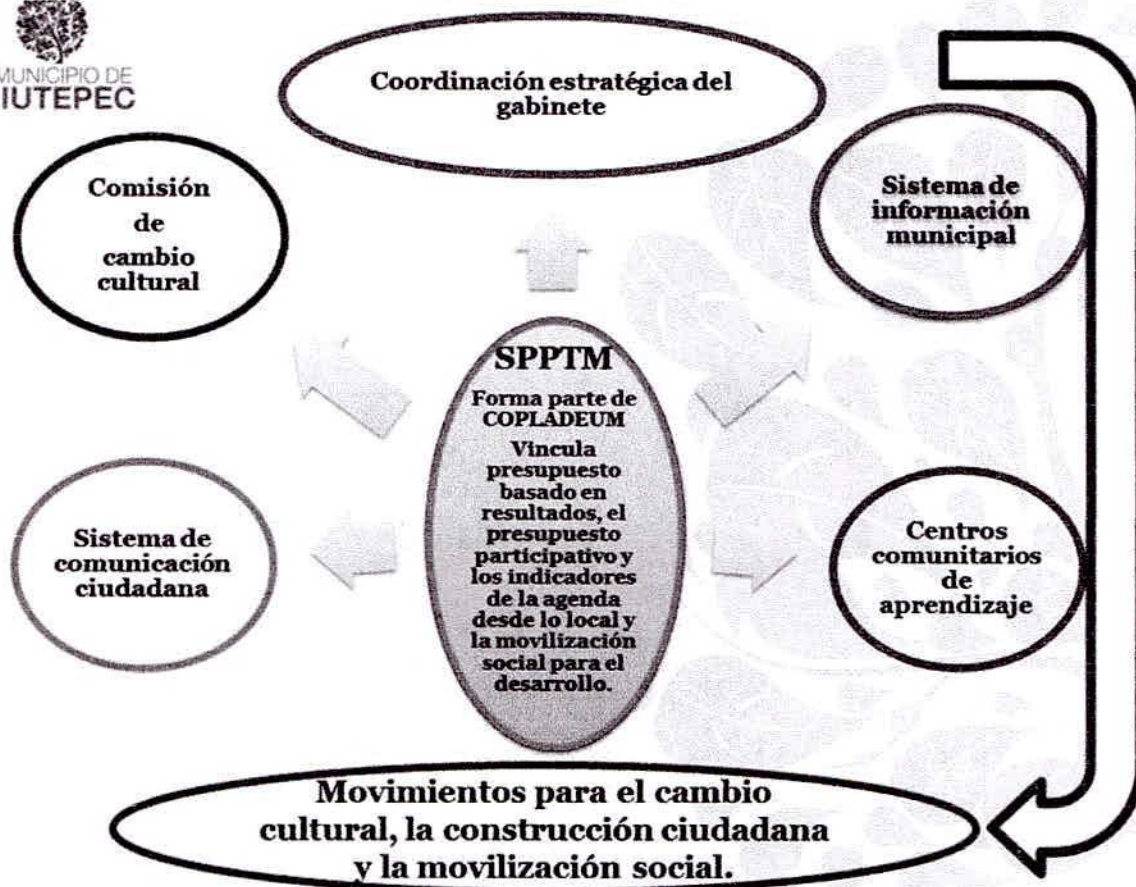 MUNICIPIO DE
IUTEPEC
Coordinación estratégica del
gabinete
Comisión
de
cambio
cultural
Sistema de
información
municipal
SPPTM
Forma parte de
COPLADEUM
Vincula
presupuesto
basado en
resultados, el
presupuesto
participativo y
los indicadores
de la agenda
desde lo local y
la movilización
social para el
desarrollo.
Sistema de
comunicación
ciudadana
Centros
comunitarios
de
aprendizaje
Movimientos para el cambio
cultural, la construcción ciudadana
y la movilización social.